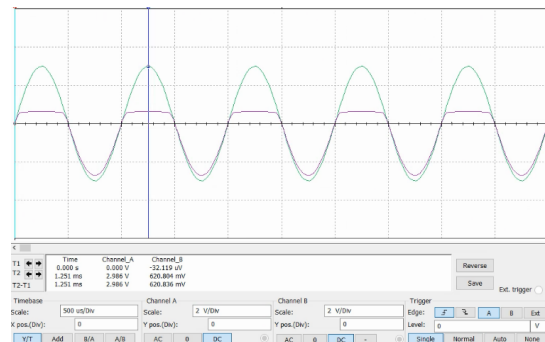 Time Channel_A Channel_B
T1 0.000 s 0.000 V -32.119 uV
T2 1.251 ms 2.986 V 620.804 mV
T2-T1 1.251 ms 2.986 V 620.836 mV
Reverse
Save
Ext. trigger
Timebase
Scale: 500 us/Div
X pos.(Div): 0
Y/T Add B/A A/B
Channel A
Scale: 2 V/Div
Y pos.(Div): 0
AC 0 DC
Channel B
Scale: 2 V/Div
Y pos.(Div): 0
AC 0 DC -
Trigger
Edge: A B Ext
Level: 0 V
Single Normal Auto None